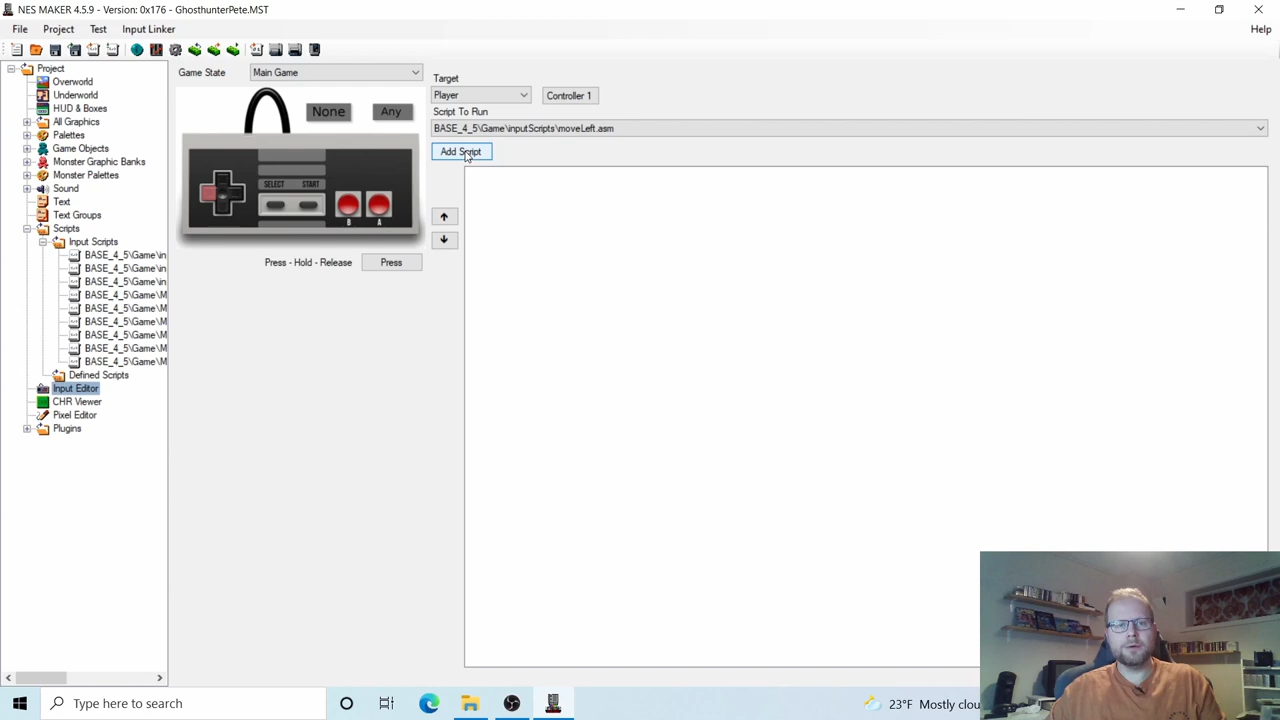 NES MAKER 4.5.9 - Version: 0x176 - GhosthunterPete.MST
File Project Test Input Linker Help
Project
Overworld
Underworld
HUD & Boxes
All Graphics
Palettes
Game Objects
Monster Graphic Banks
Monster Palettes
Sound
Text
Text Groups
Scripts
Input Scripts
BASE_4_5\Game\in
BASE_4_5\Game\in
BASE_4_5\Game\in
BASE_4_5\Game\M
BASE_4_5\Game\M
BASE_4_5\Game\M
BASE_4_5\Game\M
BASE_4_5\Game\M
BASE_4_5\Game\M
Defined Scripts
Input Editor
CHR Viewer
Pixel Editor
Plugins
Game State Main Game
None Any
SELECT START
B A
Press - Hold - Release Press
Target
Player Controller 1
Script To Run
BASE_4_5\Game\inputScripts\moveLeft.asm
Add Script
Type here to search
23°F Mostly clou